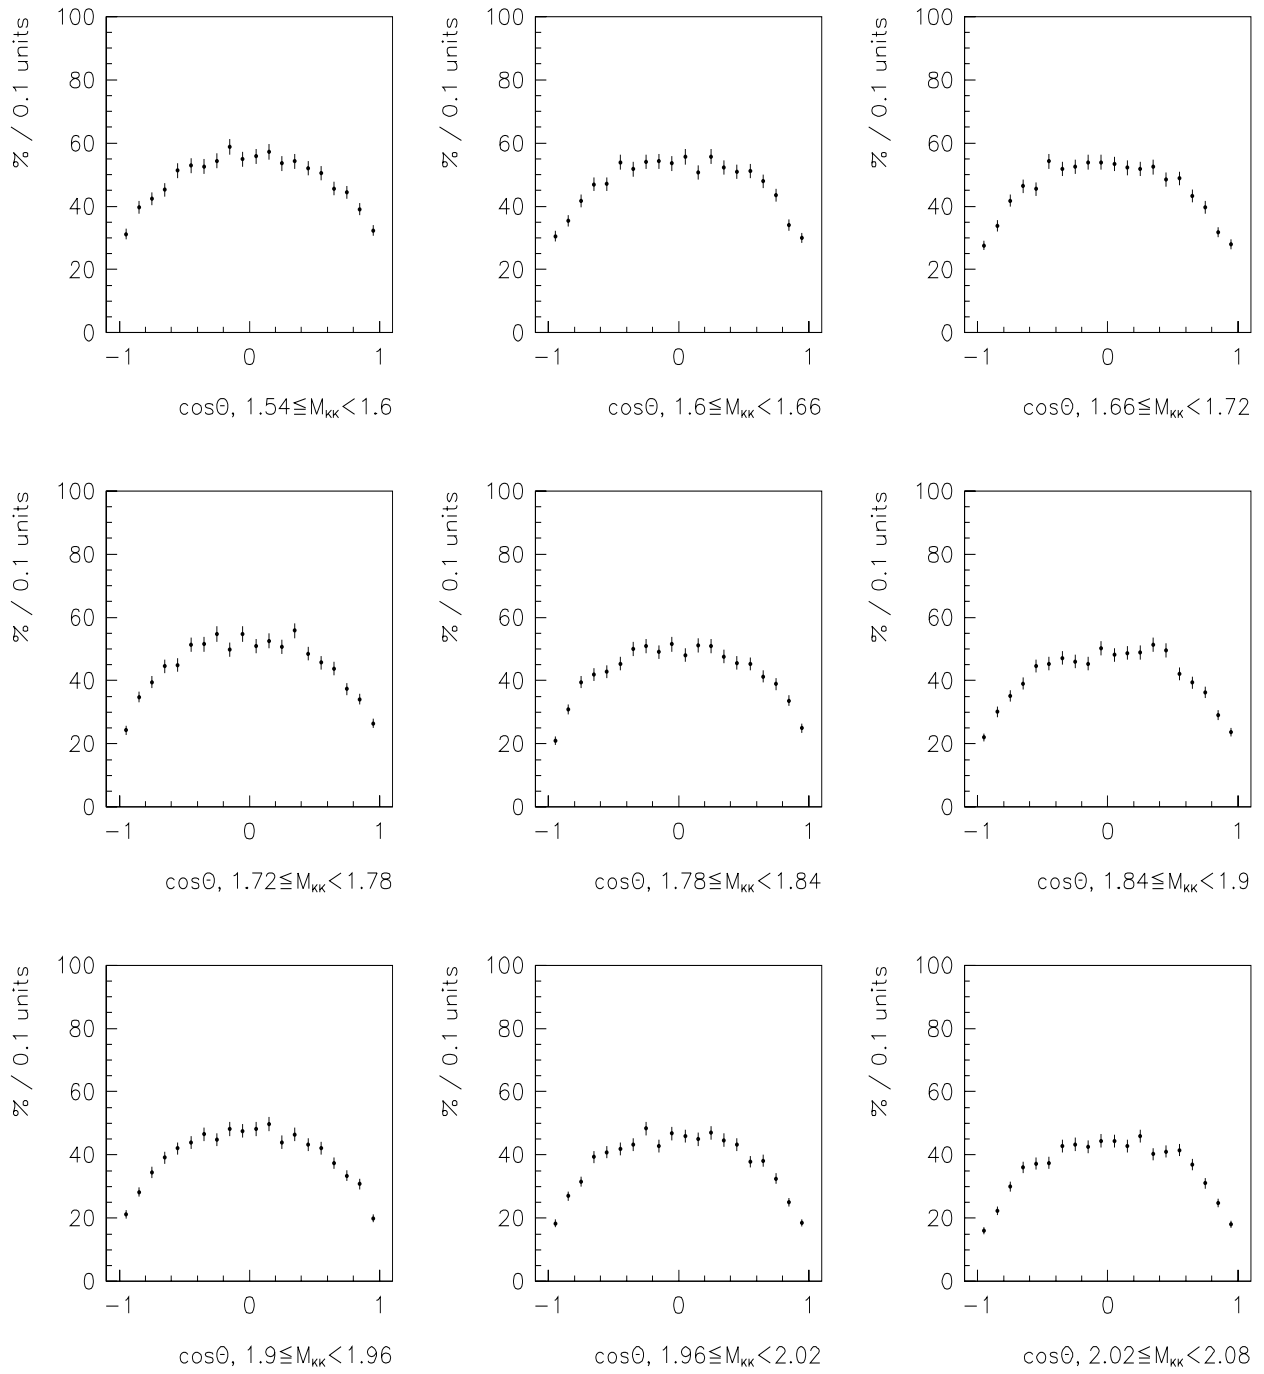 % / 0.1 units
100
80
60
40
20
0
−1 0 1
cosΘ, 1.54≦M_KK<1.6
% / 0.1 units
100
80
60
40
20
0
−1 0 1
cosΘ, 1.6≦M_KK<1.66
% / 0.1 units
100
80
60
40
20
0
−1 0 1
cosΘ, 1.66≦M_KK<1.72
% / 0.1 units
100
80
60
40
20
0
−1 0 1
cosΘ, 1.72≦M_KK<1.78
% / 0.1 units
100
80
60
40
20
0
−1 0 1
cosΘ, 1.78≦M_KK<1.84
% / 0.1 units
100
80
60
40
20
0
−1 0 1
cosΘ, 1.84≦M_KK<1.9
% / 0.1 units
100
80
60
40
20
0
−1 0 1
cosΘ, 1.9≦M_KK<1.96
% / 0.1 units
100
80
60
40
20
0
−1 0 1
cosΘ, 1.96≦M_KK<2.02
% / 0.1 units
100
80
60
40
20
0
−1 0 1
cosΘ, 2.02≦M_KK<2.08